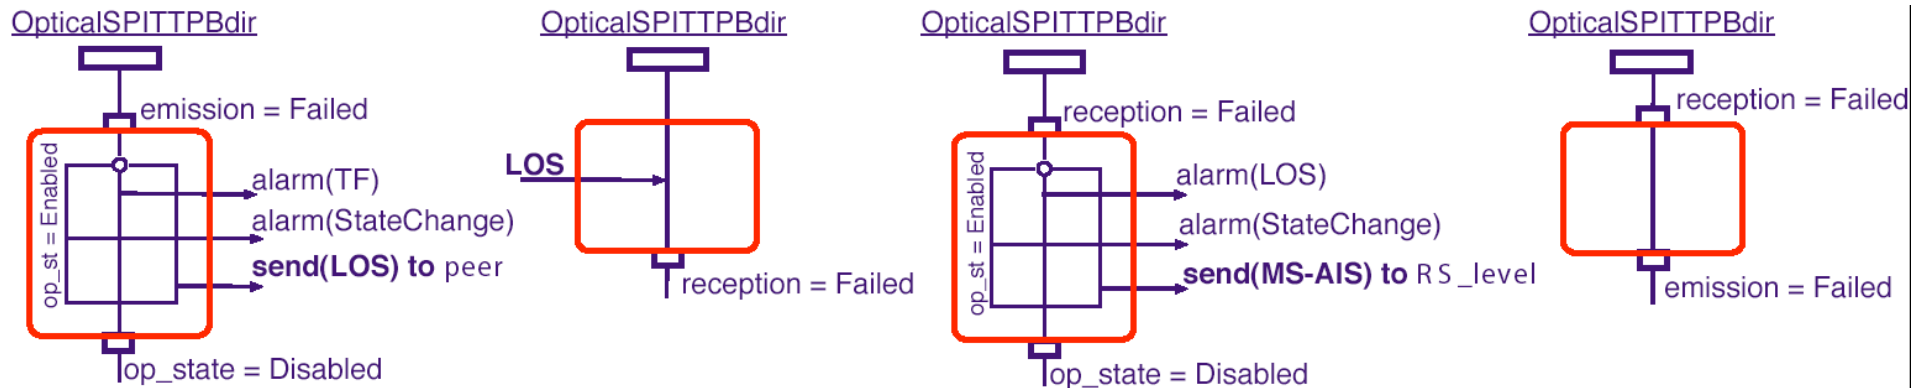 OpticalSPITTPBdir
emission = Failed
op_st = Enabled
alarm(TF)
alarm(StateChange)
send(LOS) to peer
op_state = Disabled
OpticalSPITTPBdir
LOS
reception = Failed
OpticalSPITTPBdir
reception = Failed
op_st = Enabled
alarm(LOS)
alarm(StateChange)
send(MS-AIS) to RS_level
op_state = Disabled
OpticalSPITTPBdir
reception = Failed
emission = Failed